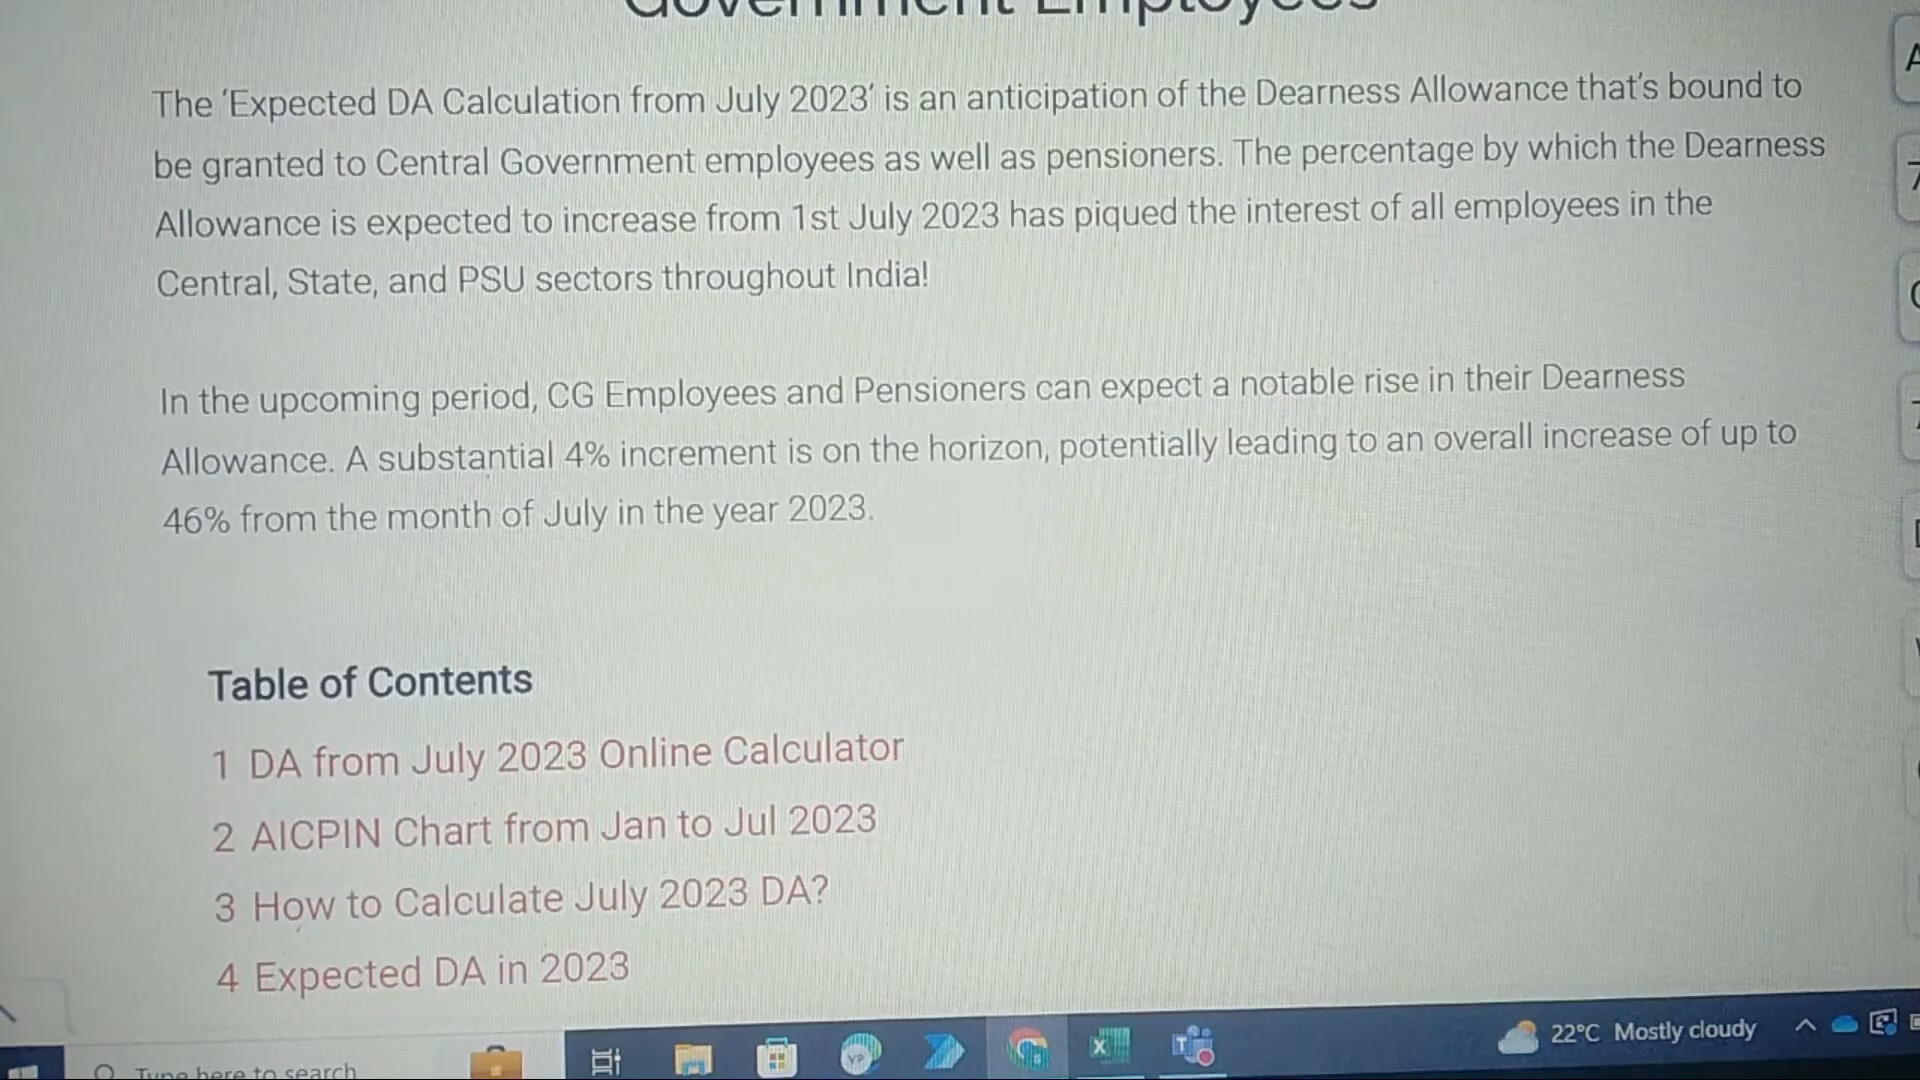 Government Employees
The 'Expected DA Calculation from July 2023' is an anticipation of the Dearness Allowance that's bound to
be granted to Central Government employees as well as pensioners. The percentage by which the Dearness
Allowance is expected to increase from 1st July 2023 has piqued the interest of all employees in the
Central, State, and PSU sectors throughout India!
In the upcoming period, CG Employees and Pensioners can expect a notable rise in their Dearness
Allowance. A substantial 4% increment is on the horizon, potentially leading to an overall increase of up to
46% from the month of July in the year 2023.
Table of Contents
1 DA from July 2023 Online Calculator
2 AICPIN Chart from Jan to Jul 2023
3 How to Calculate July 2023 DA?
4 Expected DA in 2023
Type here to search
22°C Mostly cloudy